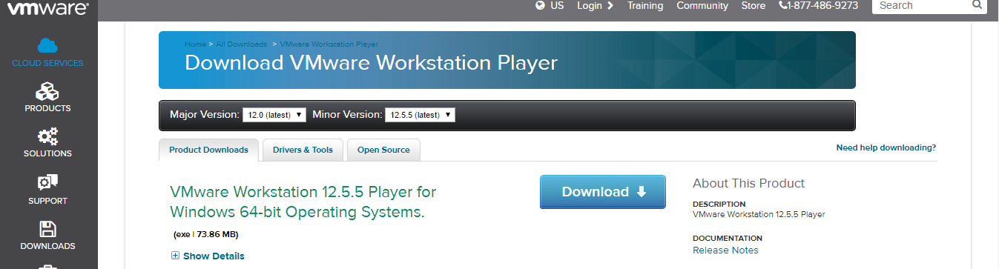 vmware
US Login Training Community Store 1-877-486-9273 Search
CLOUD SERVICES
PRODUCTS
SOLUTIONS
SUPPORT
DOWNLOADS
Home > All Downloads > VMware Workstation Player
Download VMware Workstation Player
Major Version: 12.0 (latest) Minor Version: 12.5.5 (latest)
Product Downloads Drivers & Tools Open Source Need help downloading?
VMware Workstation 12.5.5 Player for
Windows 64-bit Operating Systems.
(exe | 73.86 MB)
Show Details
Download
About This Product
DESCRIPTION
VMware Workstation 12.5.5 Player
DOCUMENTATION
Release Notes